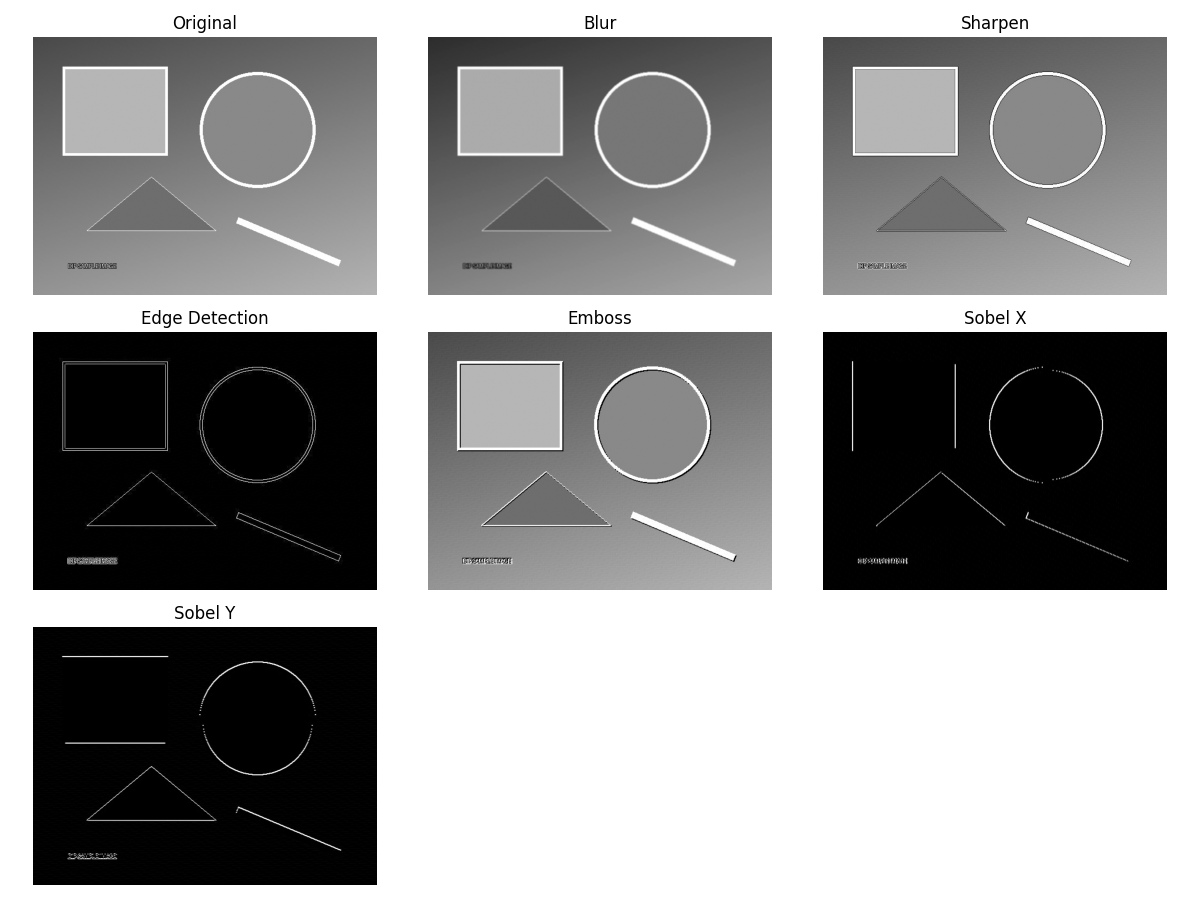 Original
Blur
Sharpen
Edge Detection
Emboss
Sobel X
Sobel Y